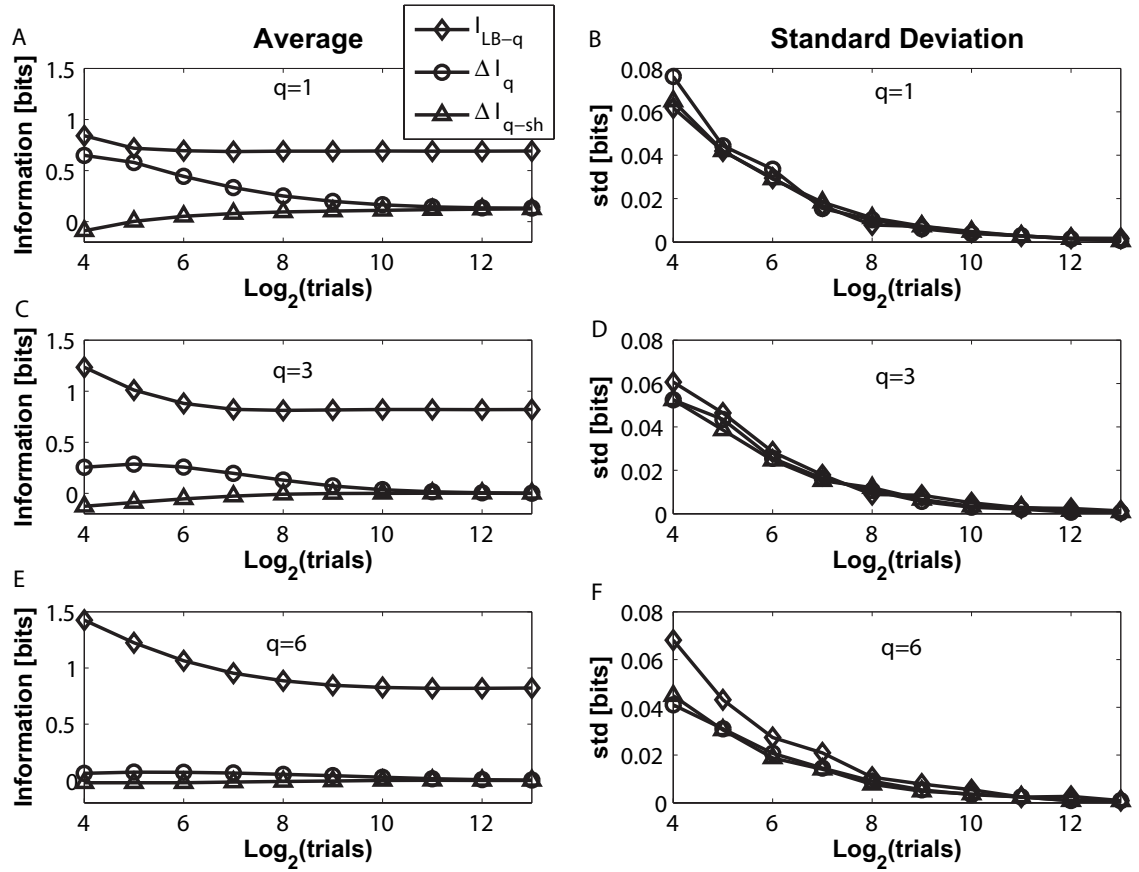 A
Average
I LB-q
Δ I q
Δ I q-sh
Information [bits]
1.5
1
0.5
0
q=1
4 6 8 10 12
Log2(trials)
B
Standard Deviation
std [bits]
0.08
0.06
0.04
0.02
0
q=1
4 6 8 10 12
Log2(trials)
C
Information [bits]
1.5
1
0.5
0
q=3
4 6 8 10 12
Log2(trials)
D
std [bits]
0.08
0.06
0.04
0.02
0
q=3
4 6 8 10 12
Log2(trials)
E
Information [bits]
1.5
1
0.5
0
q=6
4 6 8 10 12
Log2(trials)
F
std [bits]
0.08
0.06
0.04
0.02
0
q=6
4 6 8 10 12
Log2(trials)